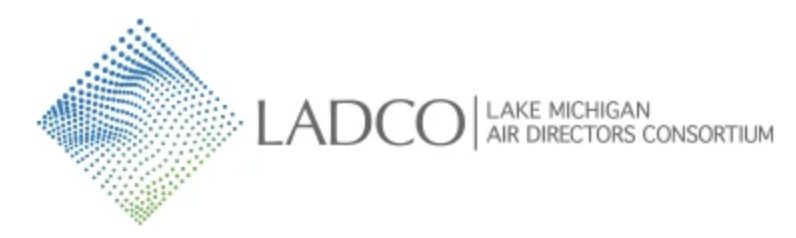 LADCO
LAKE MICHIGAN
AIR DIRECTORS CONSORTIUM